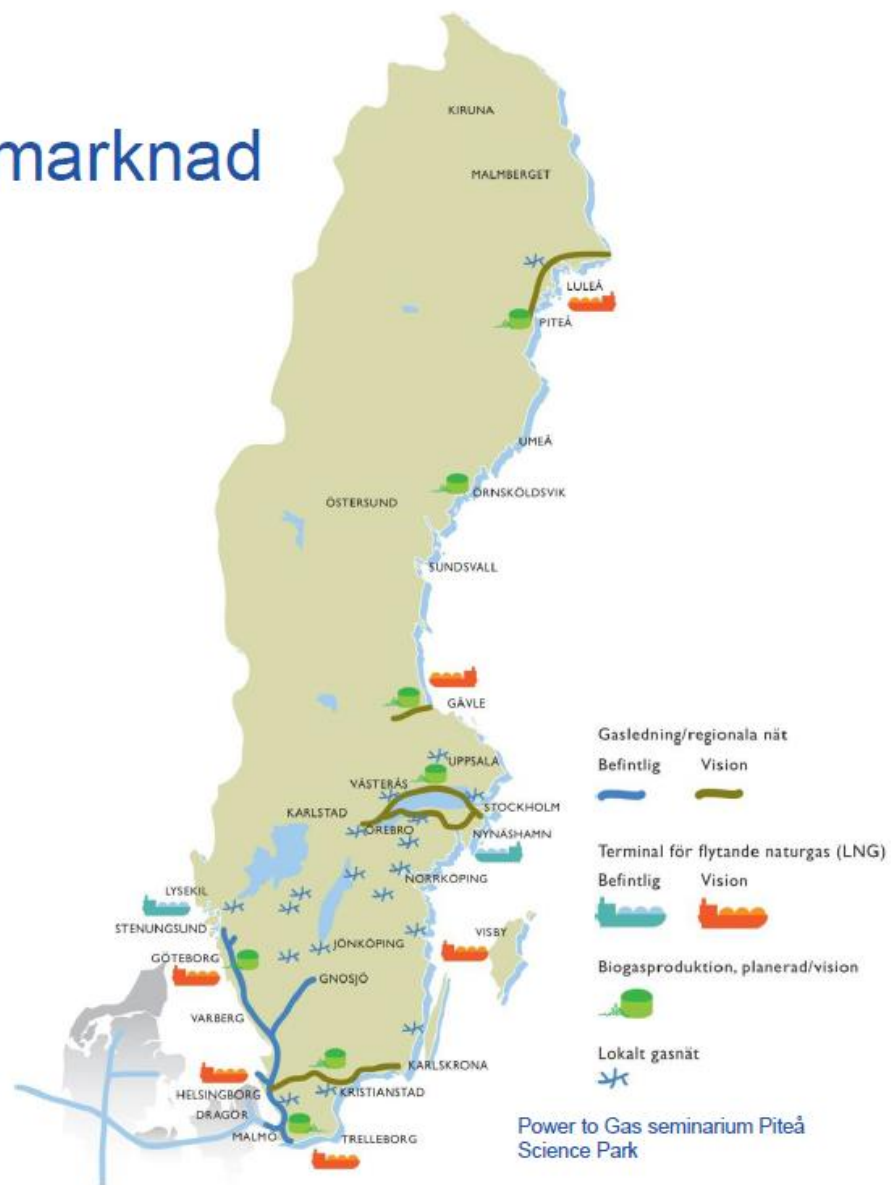 marknad
KIRUNA
MALMBERGET
LULEÅ
PITEÅ
UMEÅ
ÖRNSKÖLDSVIK
ÖSTERSUND
SUNDSVALL
GÄVLE
UPPSALA
VÄSTERÅS
KARLSTAD
STOCKHOLM
ÖREBRO
NYNÄSHAMN
NORRKÖPING
LYSEKIL
STENUNGSUND
VISBY
JÖNKÖPING
GÖTEBORG
GNOSJÖ
VARBERG
KARLSKRONA
HELSINGBORG
KRISTIANSTAD
DRAGÖR
MALMÖ
TRELLEBORG
Gasledning/regionala nät
Befintlig Vision
Terminal för flytande naturgas (LNG)
Befintlig Vision
Biogasproduktion, planerad/vision
Lokalt gasnät
Power to Gas seminarium Piteå
Science Park